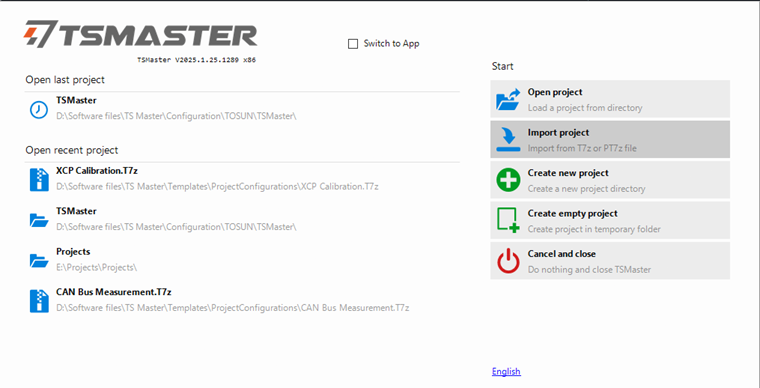 TSMASTER
Switch to App
TSMaster V2025.1.25.1289 x86
Open last project
TSMaster
D:\Software files\TS Master\Configuration\TOSUN\TSMaster\
Open recent project
XCP Calibration.T7z
D:\Software files\TS Master\Templates\ProjectConfigurations\XCP Calibration.T7z
TSMaster
D:\Software files\TS Master\Configuration\TOSUN\TSMaster\
Projects
E:\Projects\Projects\
CAN Bus Measurement.T7z
D:\Software files\TS Master\Templates\ProjectConfigurations\CAN Bus Measurement.T7z
Start
Open project
Load a project from directory
Import project
Import from T7z or PT7z file
Create new project
Create a new project directory
Create empty project
Create project in temporary folder
Cancel and close
Do nothing and close TSMaster
English